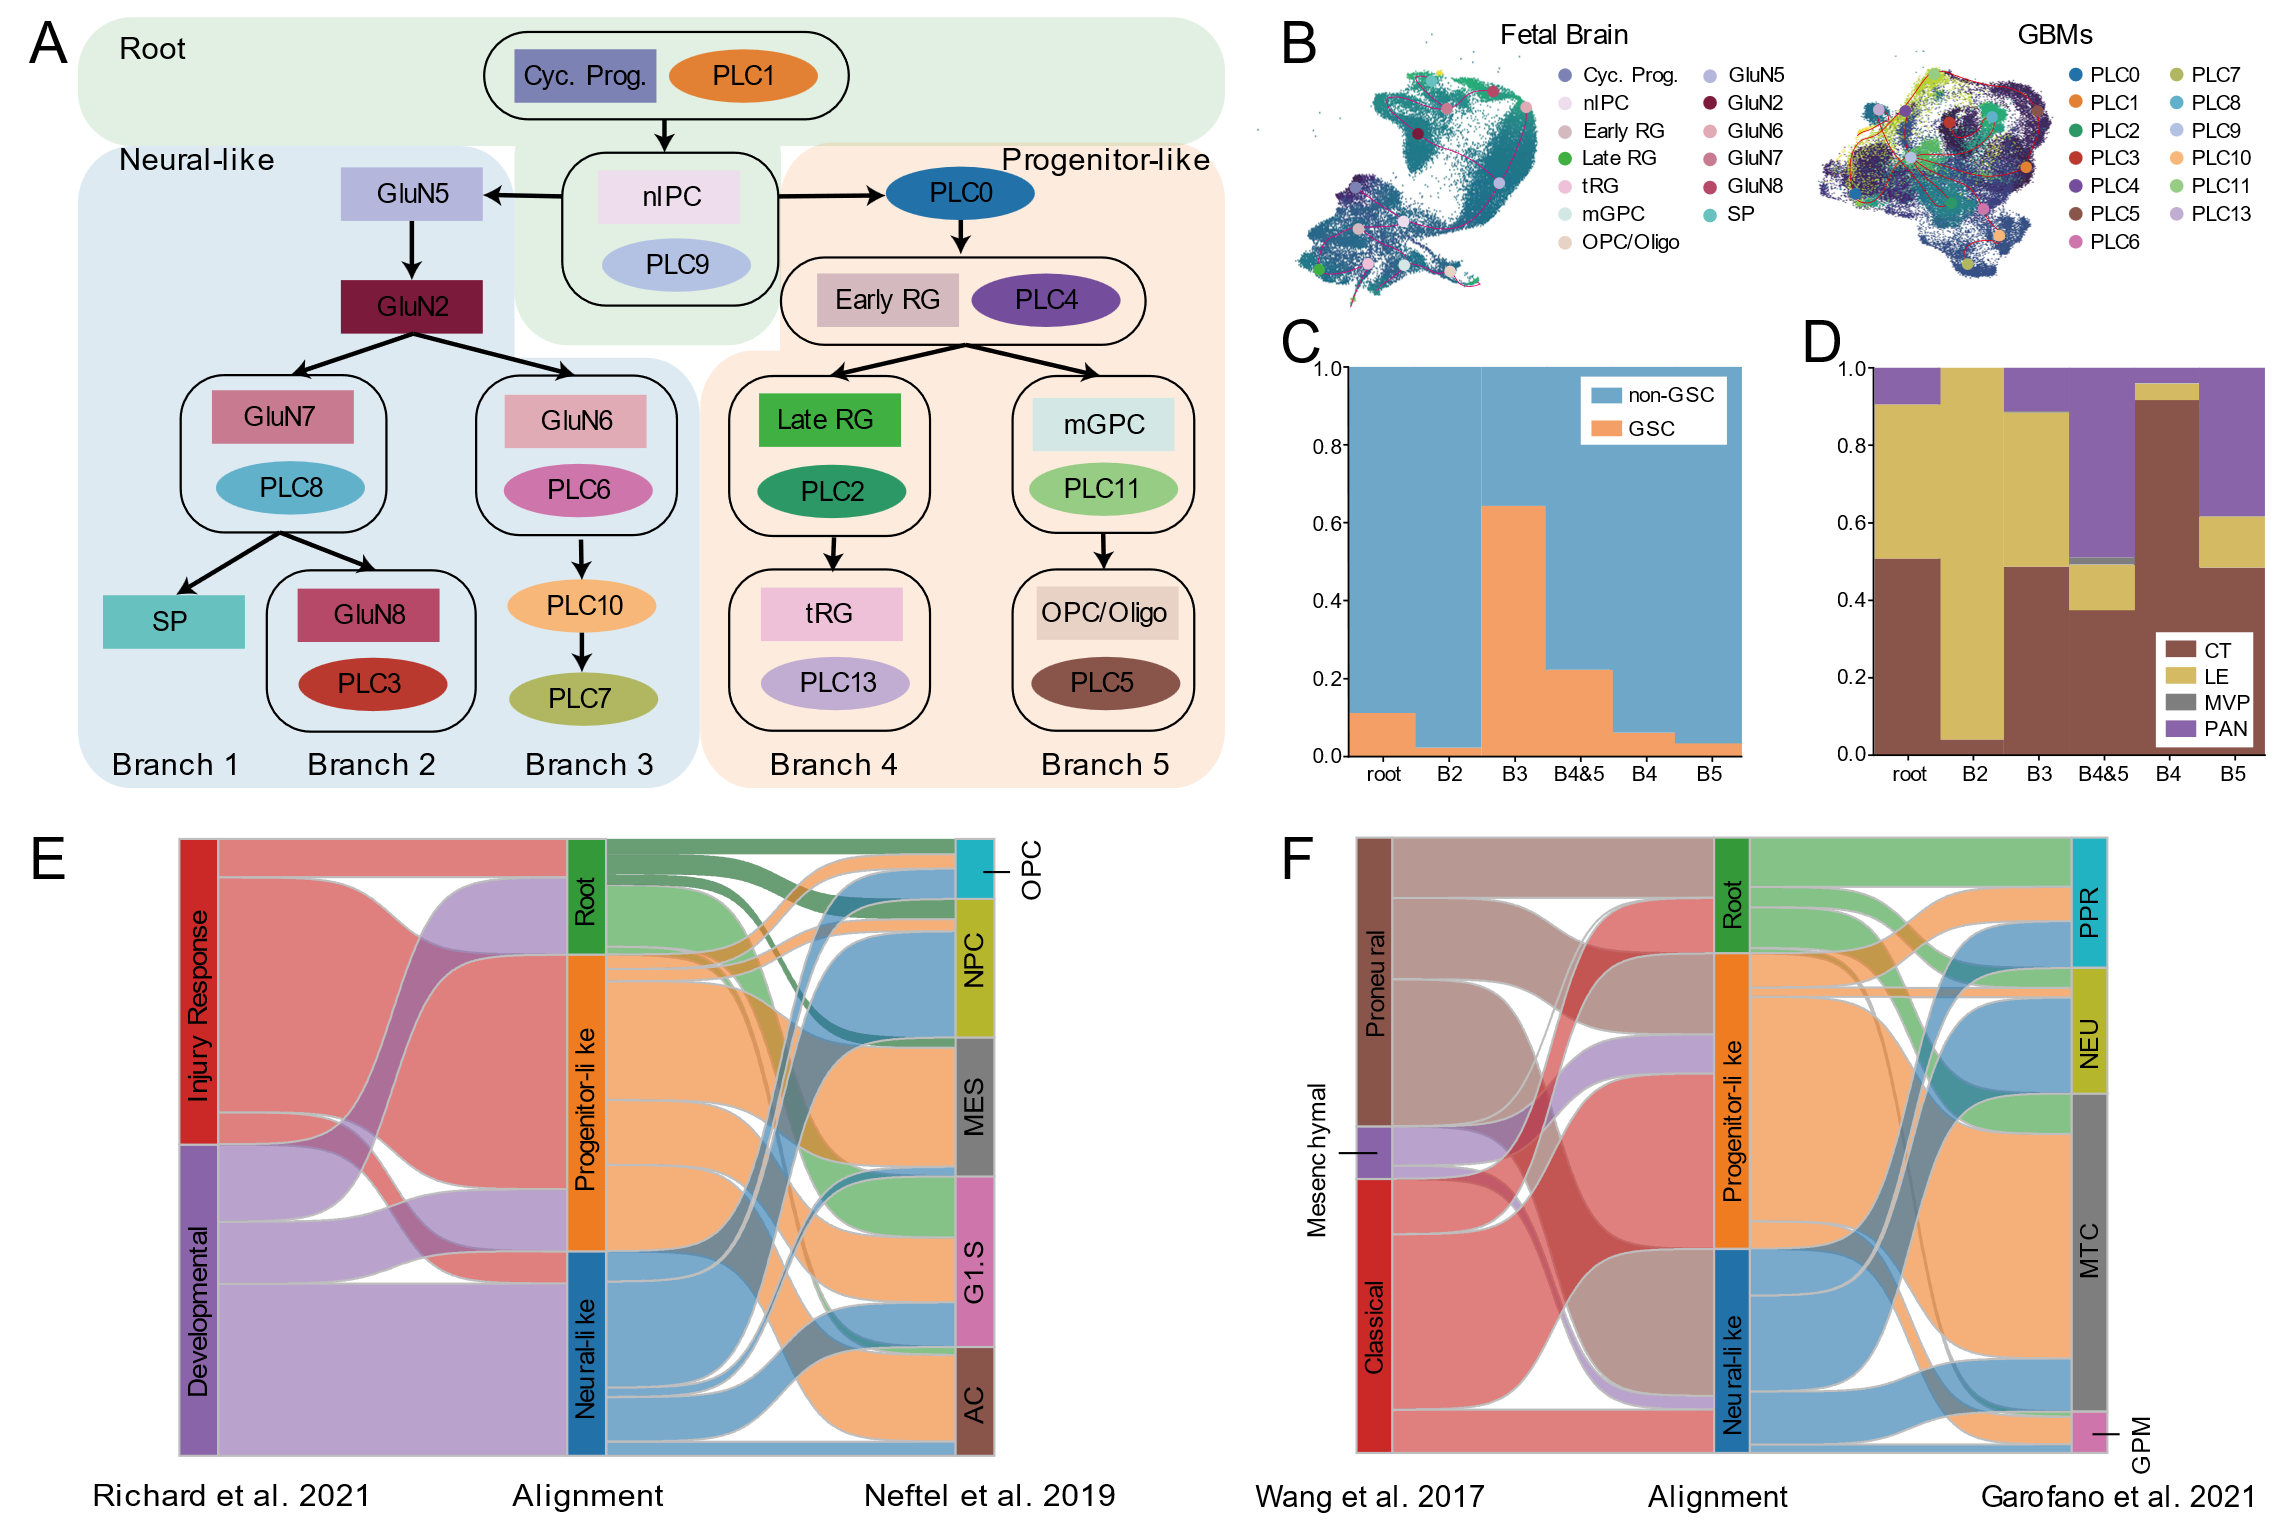 A
Root
Cyc. Prog.
PLC1
Neural-like
Progenitor-like
GluN5
nIPC
PLC9
PLC0
GluN2
Early RG
PLC4
GluN7
PLC8
GluN6
PLC6
Late RG
PLC2
mGPC
PLC11
SP
GluN8
PLC3
PLC10
PLC7
tRG
PLC13
OPC/Oligo
PLC5
Branch 1
Branch 2
Branch 3
Branch 4
Branch 5
B
Fetal Brain
Cyc. Prog.
nIPC
Early RG
Late RG
tRG
mGPC
OPC/Oligo
GluN5
GluN2
GluN6
GluN7
GluN8
SP
GBMs
PLC0
PLC1
PLC2
PLC3
PLC4
PLC5
PLC6
PLC7
PLC8
PLC9
PLC10
PLC11
PLC13
C
1.0
0.8
0.6
0.4
0.2
0.0
non-GSC
GSC
root
B2
B3
B4&5
B4
B5
D
1.0
0.8
0.6
0.4
0.2
0.0
CT
LE
MVP
PAN
root
B2
B3
B4&5
B4
B5
E
Injury Response
Developmental
Root
Progenitor-li ke
Neural-li ke
OPC
NPC
MES
G1.S
AC
Richard et al. 2021
Alignment
Neftel et al. 2019
F
Proneu ral
Mesenc hymal
Classical
Root
Progenitor-li ke
Neu ral-li ke
PPR
NEU
MTC
GPM
Wang et al. 2017
Alignment
Garofano et al. 2021